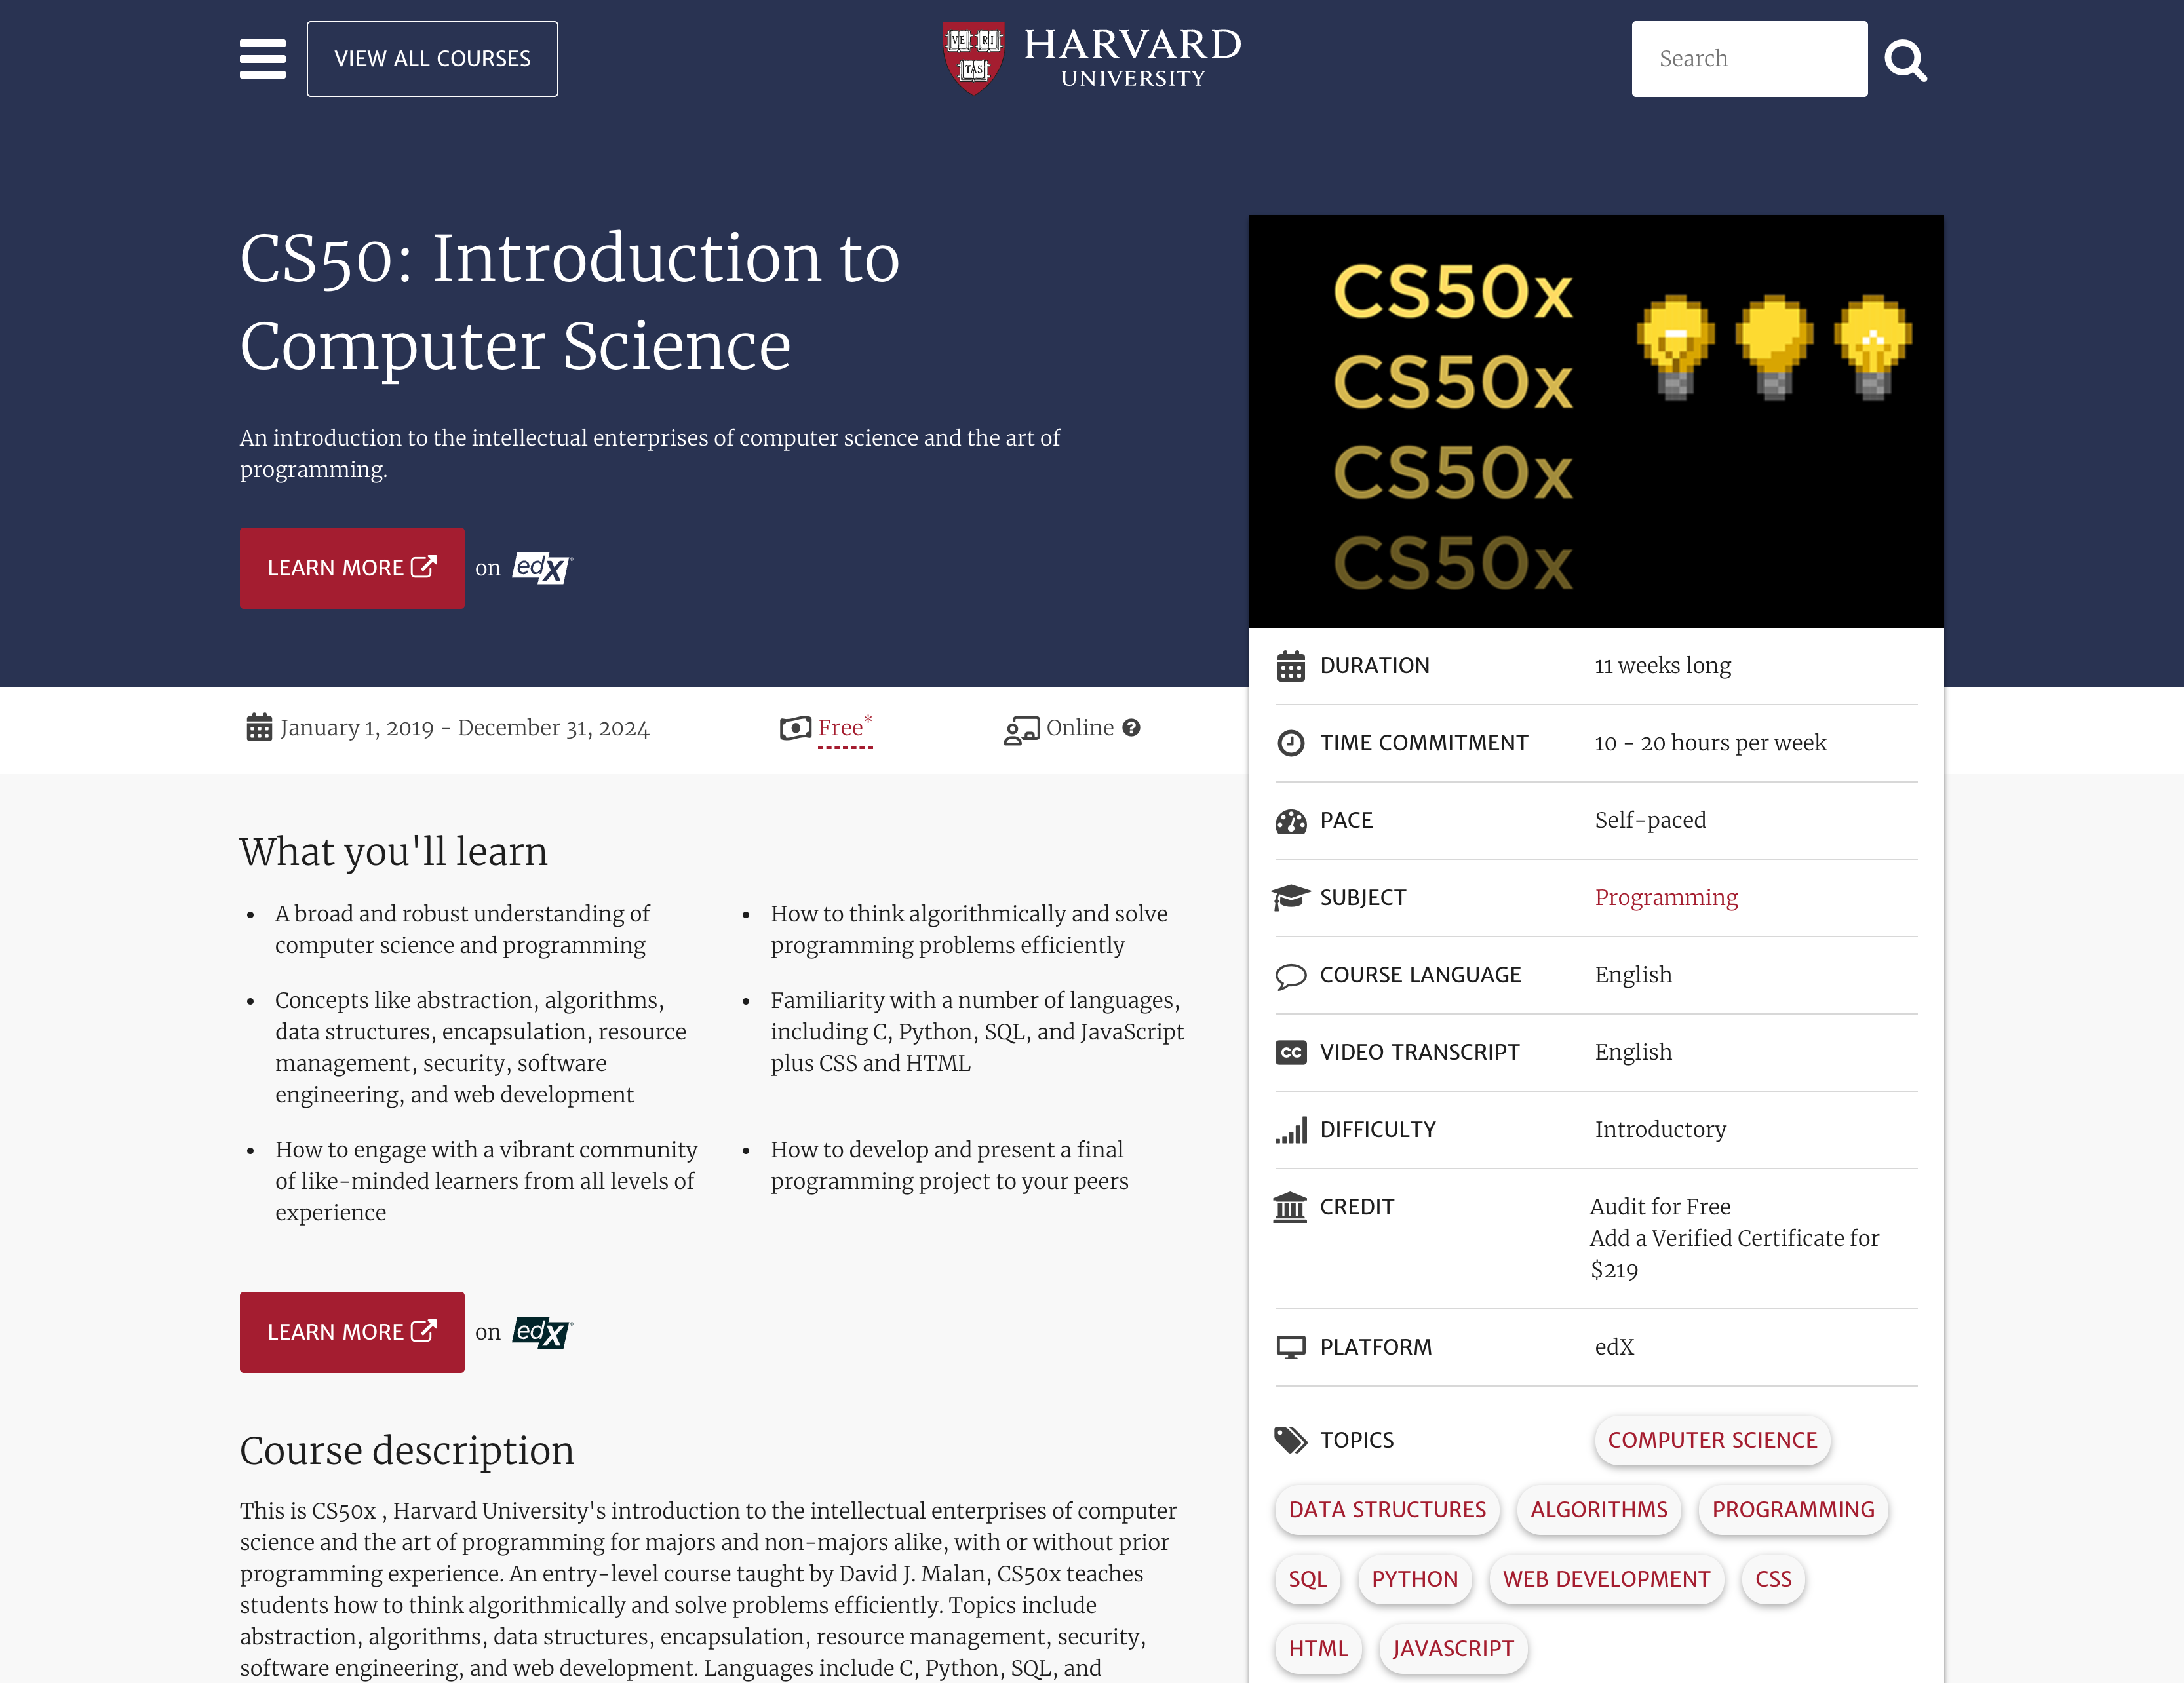 VIEW ALL COURSES
VE RI
TAS
HARVARD
UNIVERSITY
Search
CS50: Introduction to
Computer Science
An introduction to the intellectual enterprises of computer science and the art of
programming.
LEARN MORE on edX
CS50x
CS50x
CS50x
CS50x
January 1, 2019 - December 31, 2024
Free*
Online ?
What you'll learn
• A broad and robust understanding of
computer science and programming
• How to think algorithmically and solve
programming problems efficiently
• Concepts like abstraction, algorithms,
data structures, encapsulation, resource
management, security, software
engineering, and web development
• Familiarity with a number of languages,
including C, Python, SQL, and JavaScript
plus CSS and HTML
• How to engage with a vibrant community
of like-minded learners from all levels of
experience
• How to develop and present a final
programming project to your peers
LEARN MORE on edX
Course description
This is CS50x , Harvard University's introduction to the intellectual enterprises of computer
science and the art of programming for majors and non-majors alike, with or without prior
programming experience. An entry-level course taught by David J. Malan, CS50x teaches
students how to think algorithmically and solve problems efficiently. Topics include
abstraction, algorithms, data structures, encapsulation, resource management, security,
software engineering, and web development. Languages include C, Python, SQL, and
DURATION 11 weeks long
TIME COMMITMENT 10 - 20 hours per week
PACE Self-paced
SUBJECT Programming
COURSE LANGUAGE English
CC VIDEO TRANSCRIPT English
DIFFICULTY Introductory
CREDIT Audit for Free
Add a Verified Certificate for
$219
PLATFORM edX
TOPICS COMPUTER SCIENCE
DATA STRUCTURES ALGORITHMS PROGRAMMING
SQL PYTHON WEB DEVELOPMENT CSS
HTML JAVASCRIPT